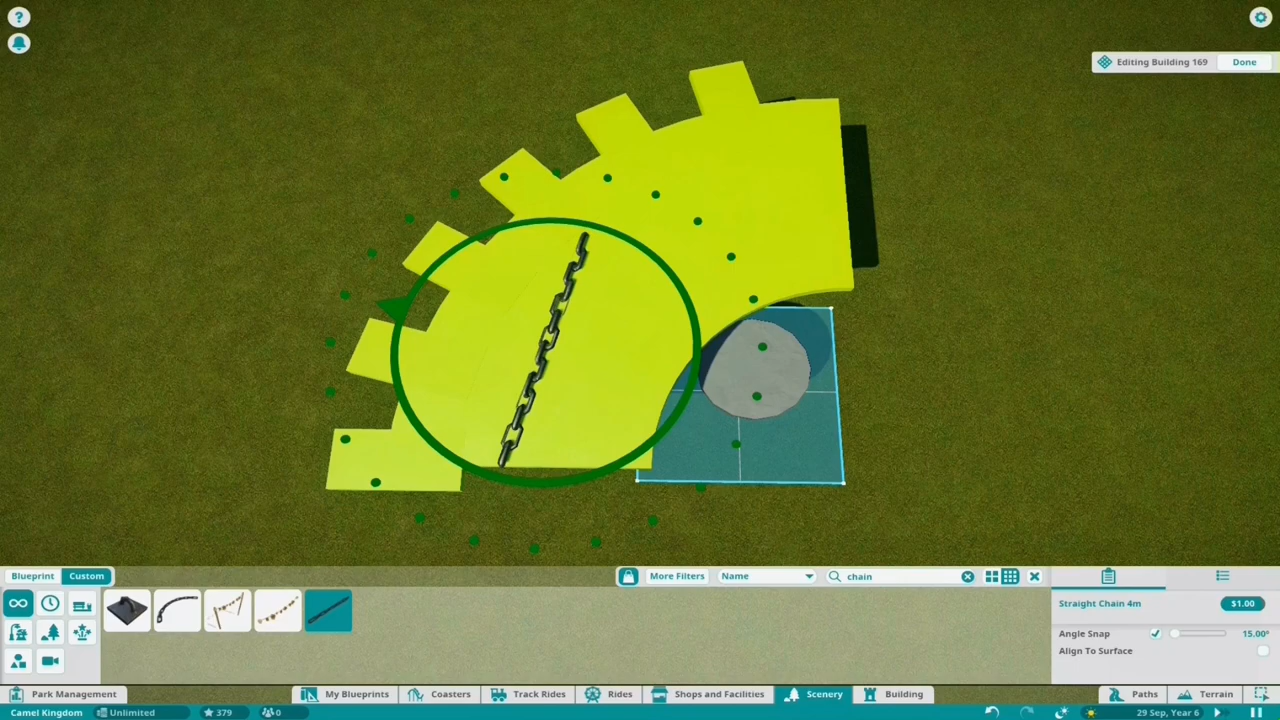 ?
Editing Building 169
Done
Blueprint
Custom
More Filters
Name
chain
Straight Chain 4m
$1.00
Angle Snap
15.00°
Align To Surface
Park Management
My Blueprints
Coasters
Track Rides
Rides
Shops and Facilities
Scenery
Building
Paths
Terrain
Camel Kingdom
Unlimited
379
0
29 Sep, Year 6